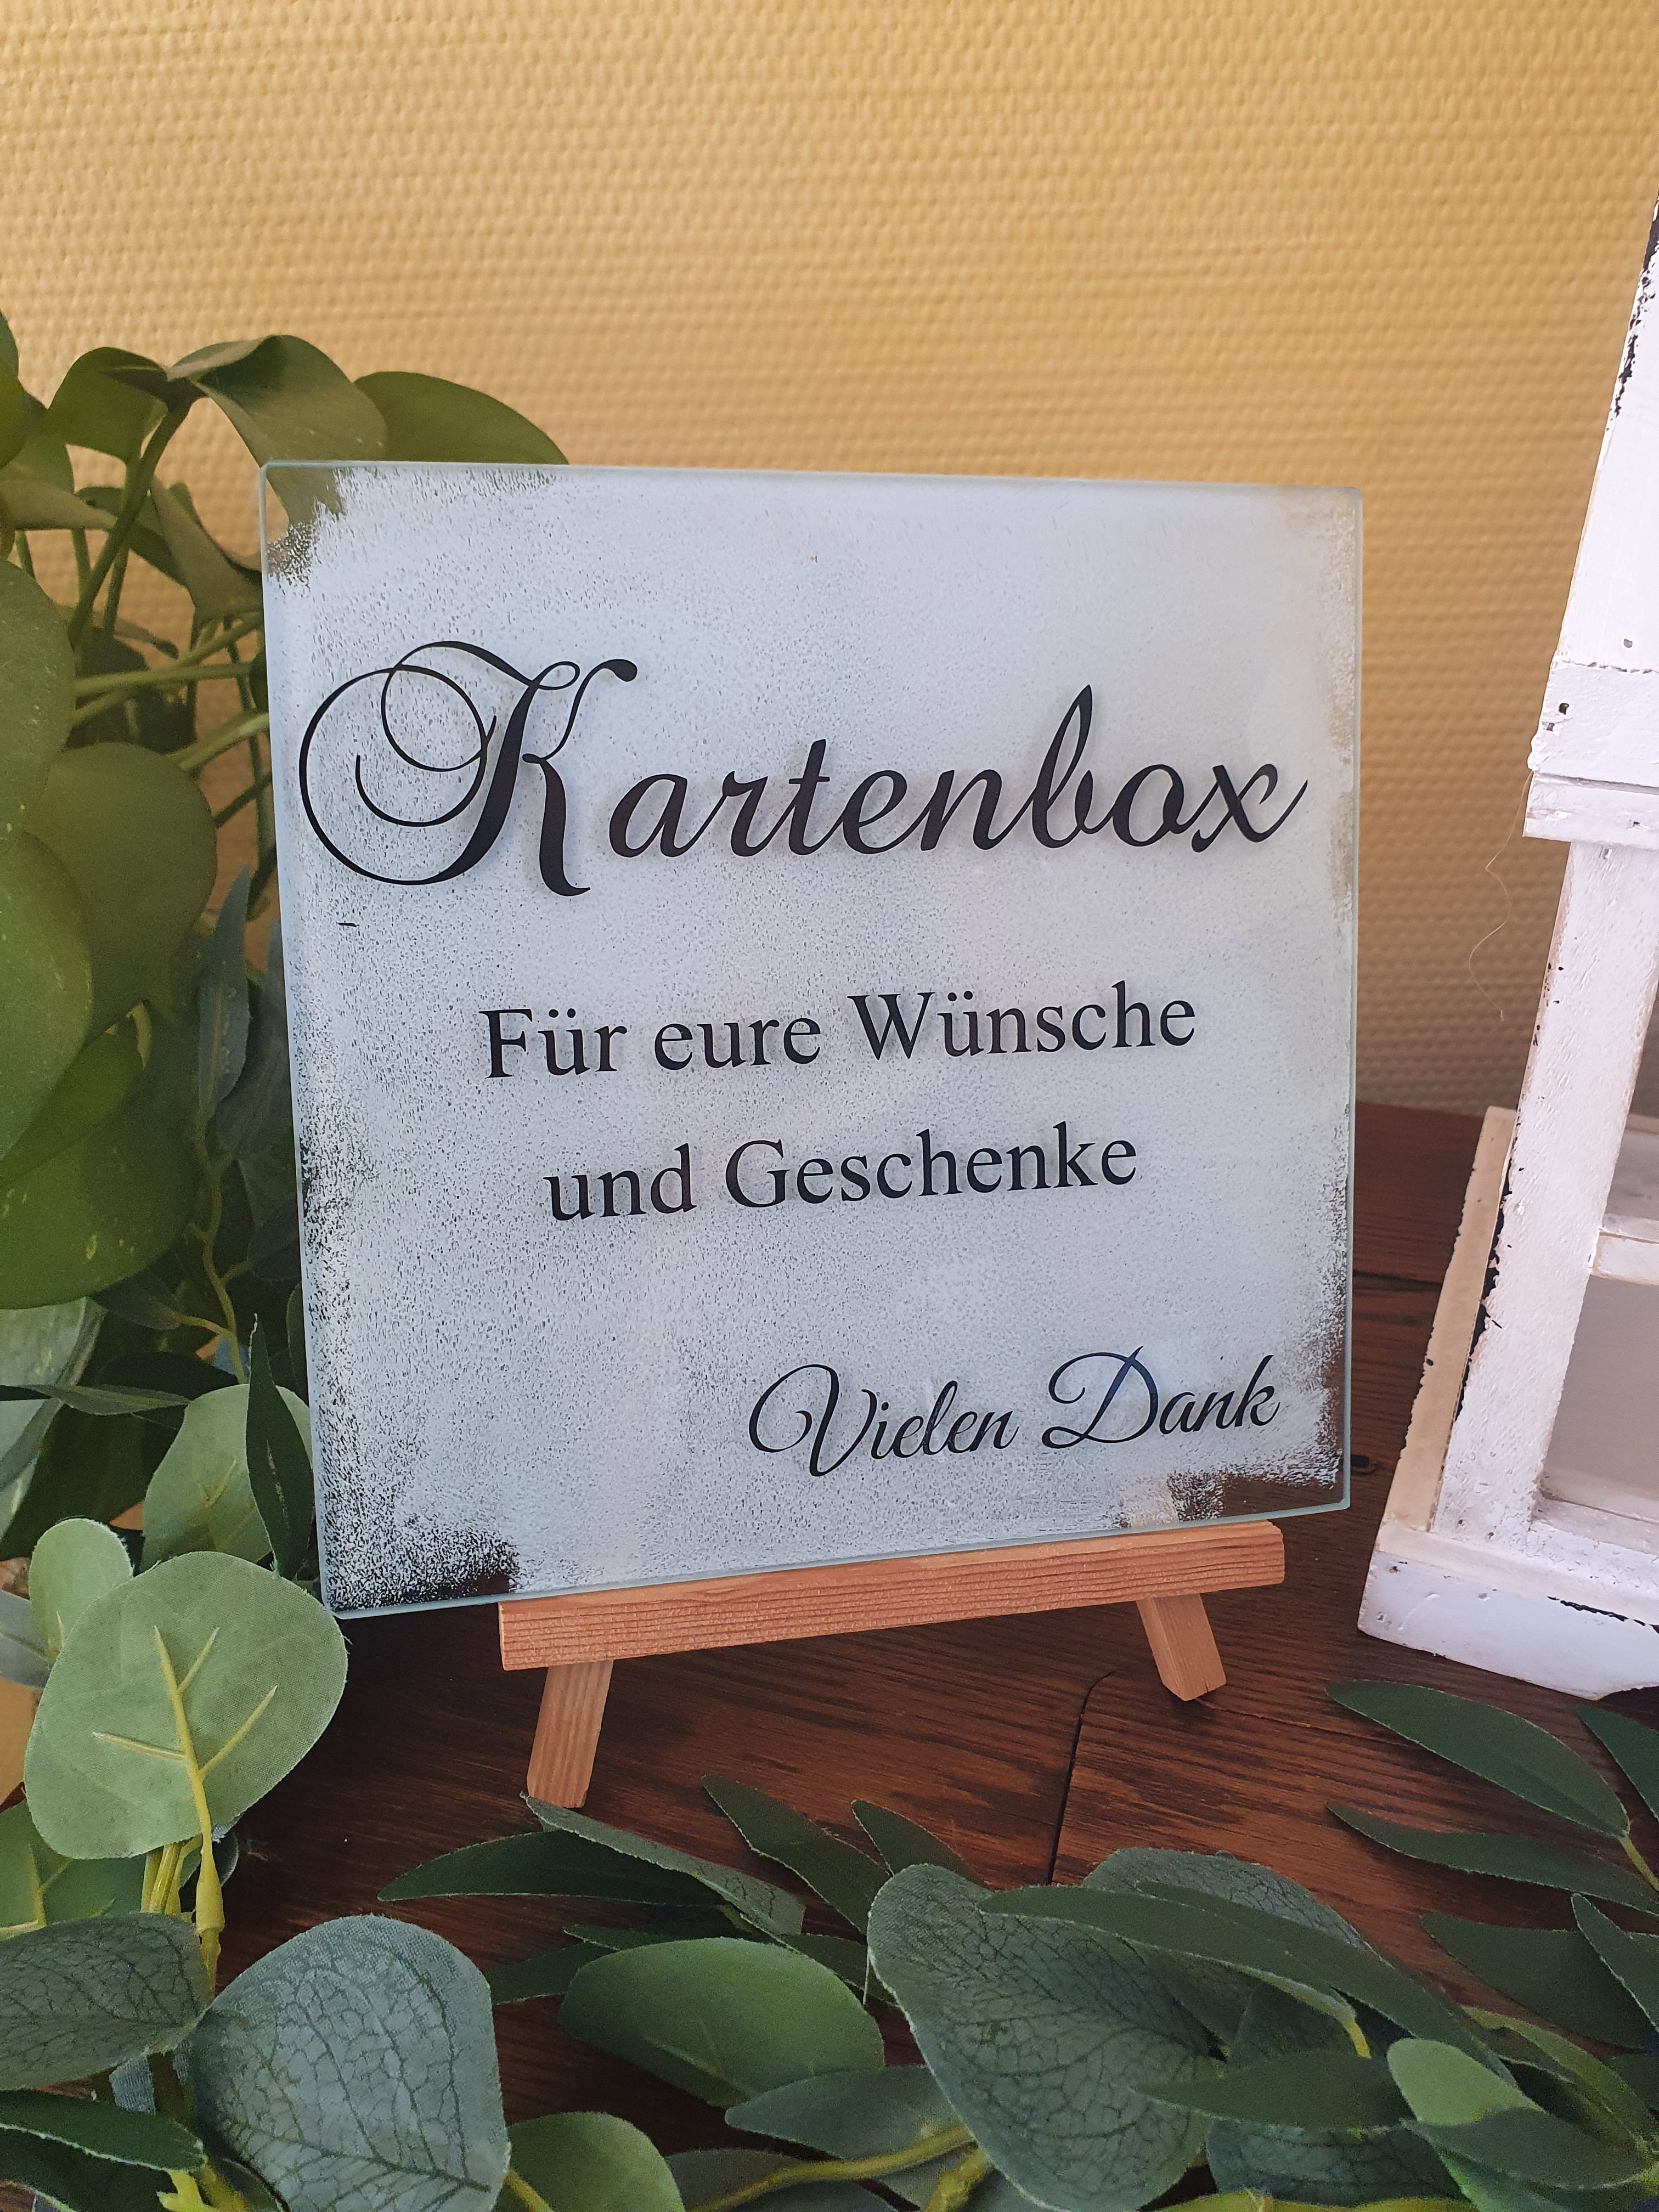 Kartenbox
Für eure Wünsche
und Geschenke
Vielen Dank